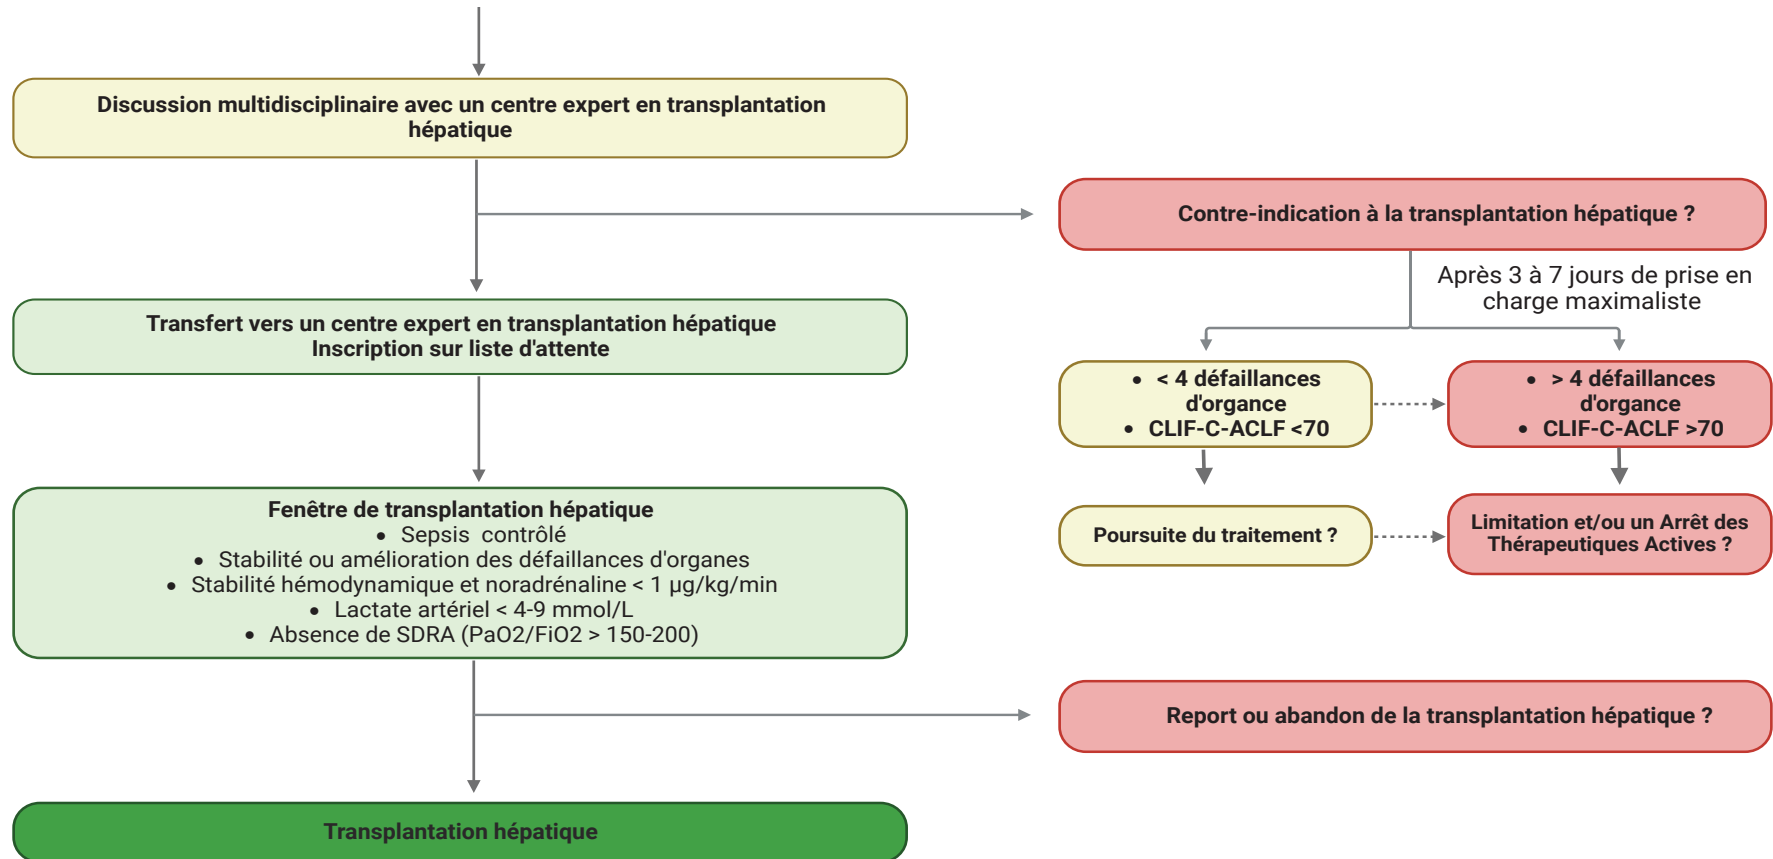 Discussion multidisciplinaire avec un centre expert en transplantation
hépatique
Contre-indication à la transplantation hépatique ?
Après 3 à 7 jours de prise en
charge maximaliste
Transfert vers un centre expert en transplantation hépatique
Inscription sur liste d'attente
• < 4 défaillances
d'organce
• CLIF-C-ACLF <70
• > 4 défaillances
d'organce
• CLIF-C-ACLF >70
Fenêtre de transplantation hépatique
• Sepsis contrôlé
• Stabilité ou amélioration des défaillances d'organes
• Stabilité hémodynamique et noradrénaline < 1 µg/kg/min
• Lactate artériel < 4-9 mmol/L
• Absence de SDRA (PaO2/FiO2 > 150-200)
Poursuite du traitement ?
Limitation et/ou un Arrêt des
Thérapeutiques Actives ?
Report ou abandon de la transplantation hépatique ?
Transplantation hépatique